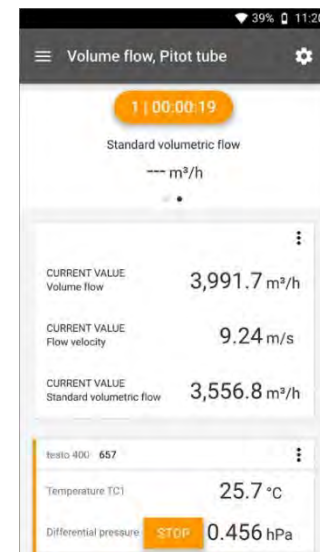 39% 11:20
Volume flow, Pitot tube
1 | 00:00:19
Standard volumetric flow
--- m³/h
CURRENT VALUE
Volume flow 3,991.7 m³/h
CURRENT VALUE
Flow velocity 9.24 m/s
CURRENT VALUE
Standard volumetric flow 3,556.8 m³/h
testo 400 657
Temperature TC1 25.7 °C
Differential pressure STOP 0.456 hPa